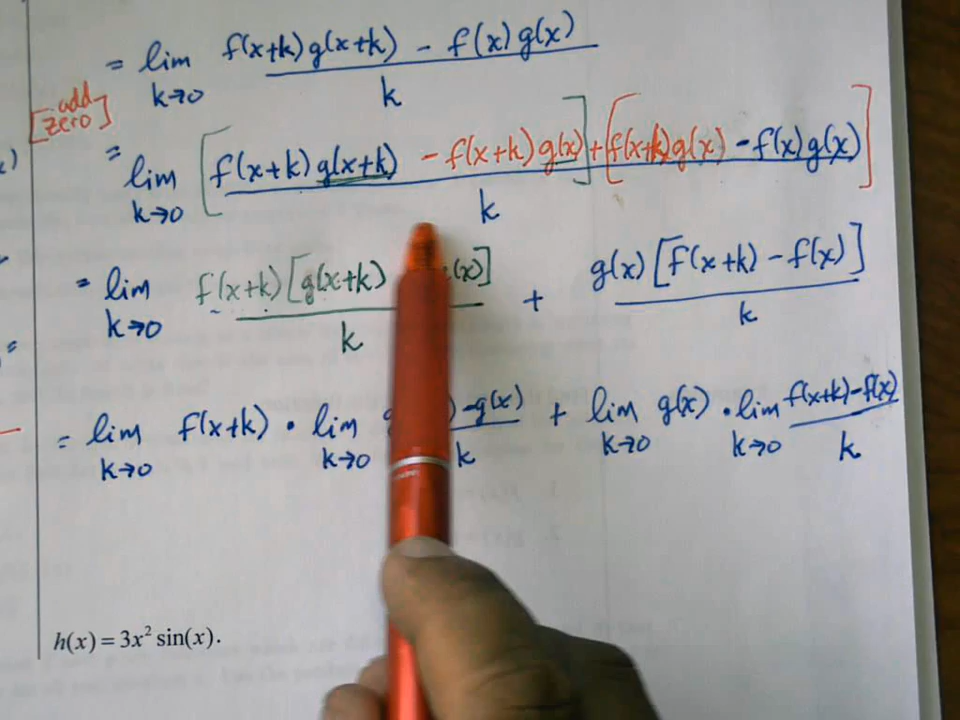 = lim k→0 f(x+k)g(x+k) - f(x)g(x) / k
[add zero]
= lim k→0 [f(x+k)g(x+k) - f(x+k)g(x)] + [f(x+k)g(x) - f(x)g(x)] / k
= lim k→0 f(x+k)[g(x+k) (x)] / k + g(x)[f(x+k) - f(x)] / k
= lim k→0 f(x+k) · lim k→0 - g(x) / k + lim k→0 g(x) · lim k→0 f(x+k) - f(x) / k
h(x) = 3x² sin(x).